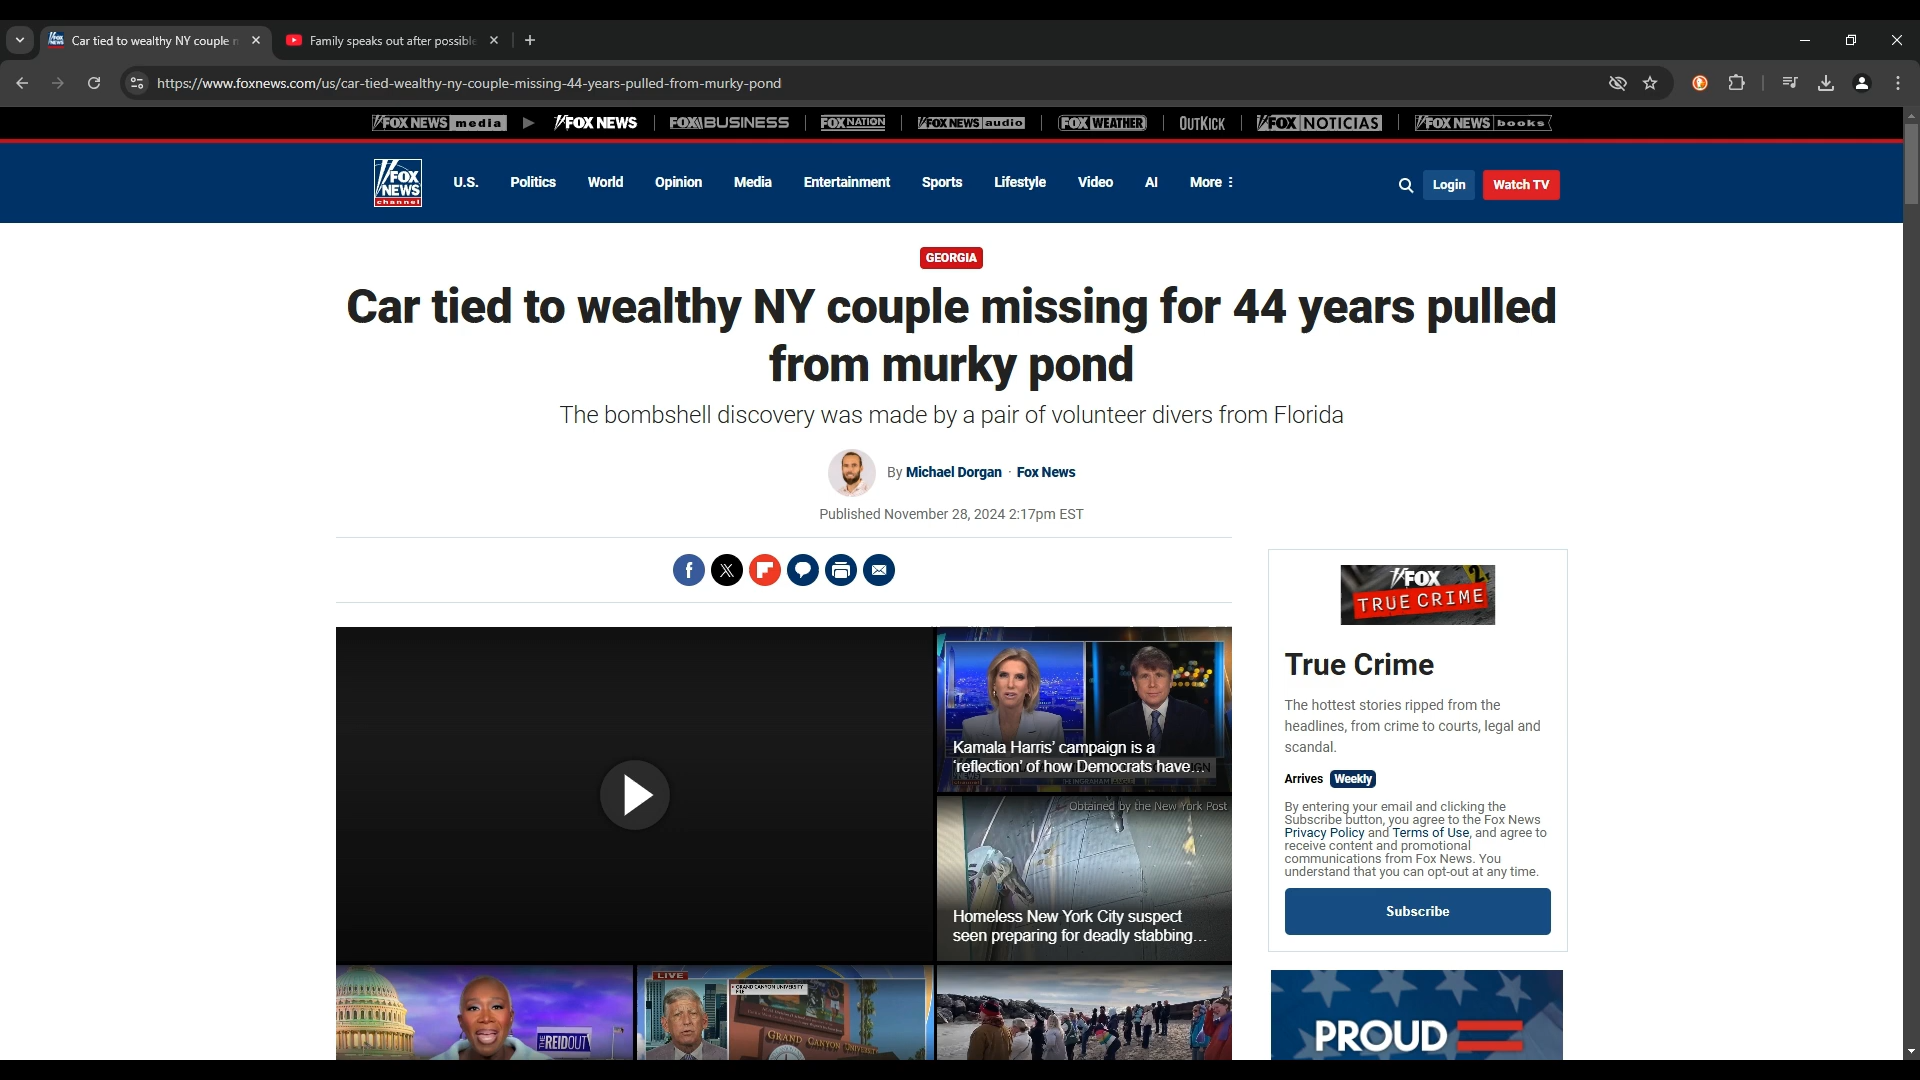 Car tied to wealthy NY couple
Family speaks out after possible
https://www.foxnews.com/us/car-tied-wealthy-ny-couple-missing-44-years-pulled-from-murky-pond
FOX NEWS media FOX NEWS FOX BUSINESS FOX NATION FOX NEWS audio FOX WEATHER OUTKICK FOX NOTICIAS FOX NEWS books
FOX
NEWS
channel
U.S. Politics World Opinion Media Entertainment Sports Lifestyle Video AI More Login Watch TV
GEORGIA
Car tied to wealthy NY couple missing for 44 years pulled
from murky pond
The bombshell discovery was made by a pair of volunteer divers from Florida
By Michael Dorgan · Fox News
Published November 28, 2024 2:17pm EST
Kamala Harris' campaign is a
'reflection' of how Democrats have...
Obtained by the New York Post
Homeless New York City suspect
seen preparing for deadly stabbing...
THE REIDOUT
LIVE
GRAND CANYON UNIVERSITY
FILE
GRAND CANYON UNIVERSIT
FOX
TRUE CRIME
True Crime
The hottest stories ripped from the
headlines, from crime to courts, legal and
scandal.
Arrives Weekly
By entering your email and clicking the
Subscribe button, you agree to the Fox News
Privacy Policy and Terms of Use, and agree to
receive content and promotional
communications from Fox News. You
understand that you can opt-out at any time.
Subscribe
PROUD